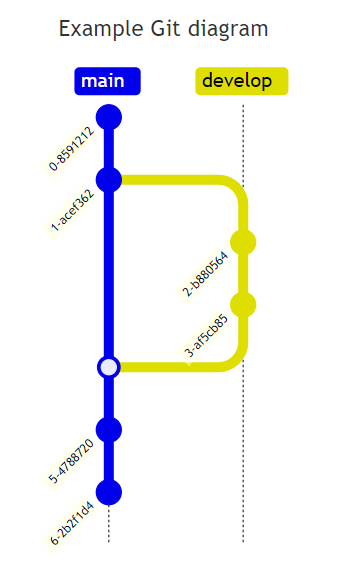 Example Git diagram
main
develop
0-8591212
1-acef362
2-b880564
3-af5cb85
5-4788720
6-2b2f1d4